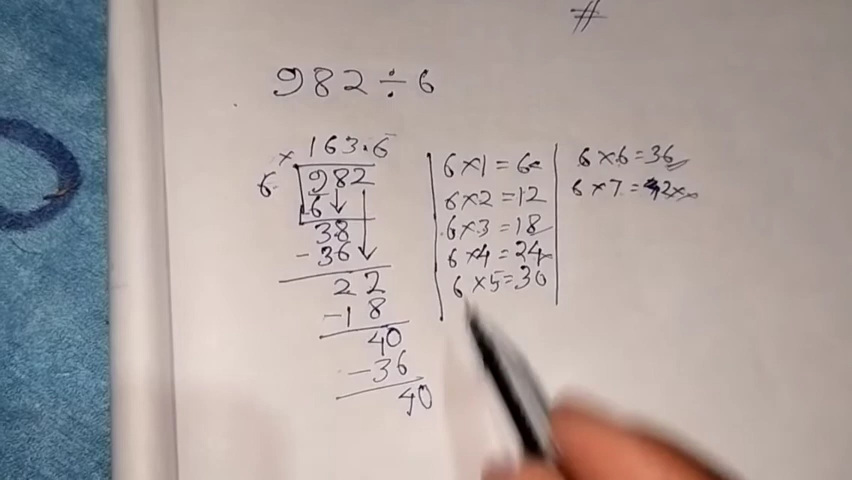 #
982 ÷ 6
× 163.6
6 982
- 6
38
- 36
22
- 18
40
- 36
40
6 × 1 = 6
6 × 2 = 12
6 × 3 = 18
6 × 4 = 24
6 × 5 = 30
6 × 6 = 36
6 × 7 = 42××